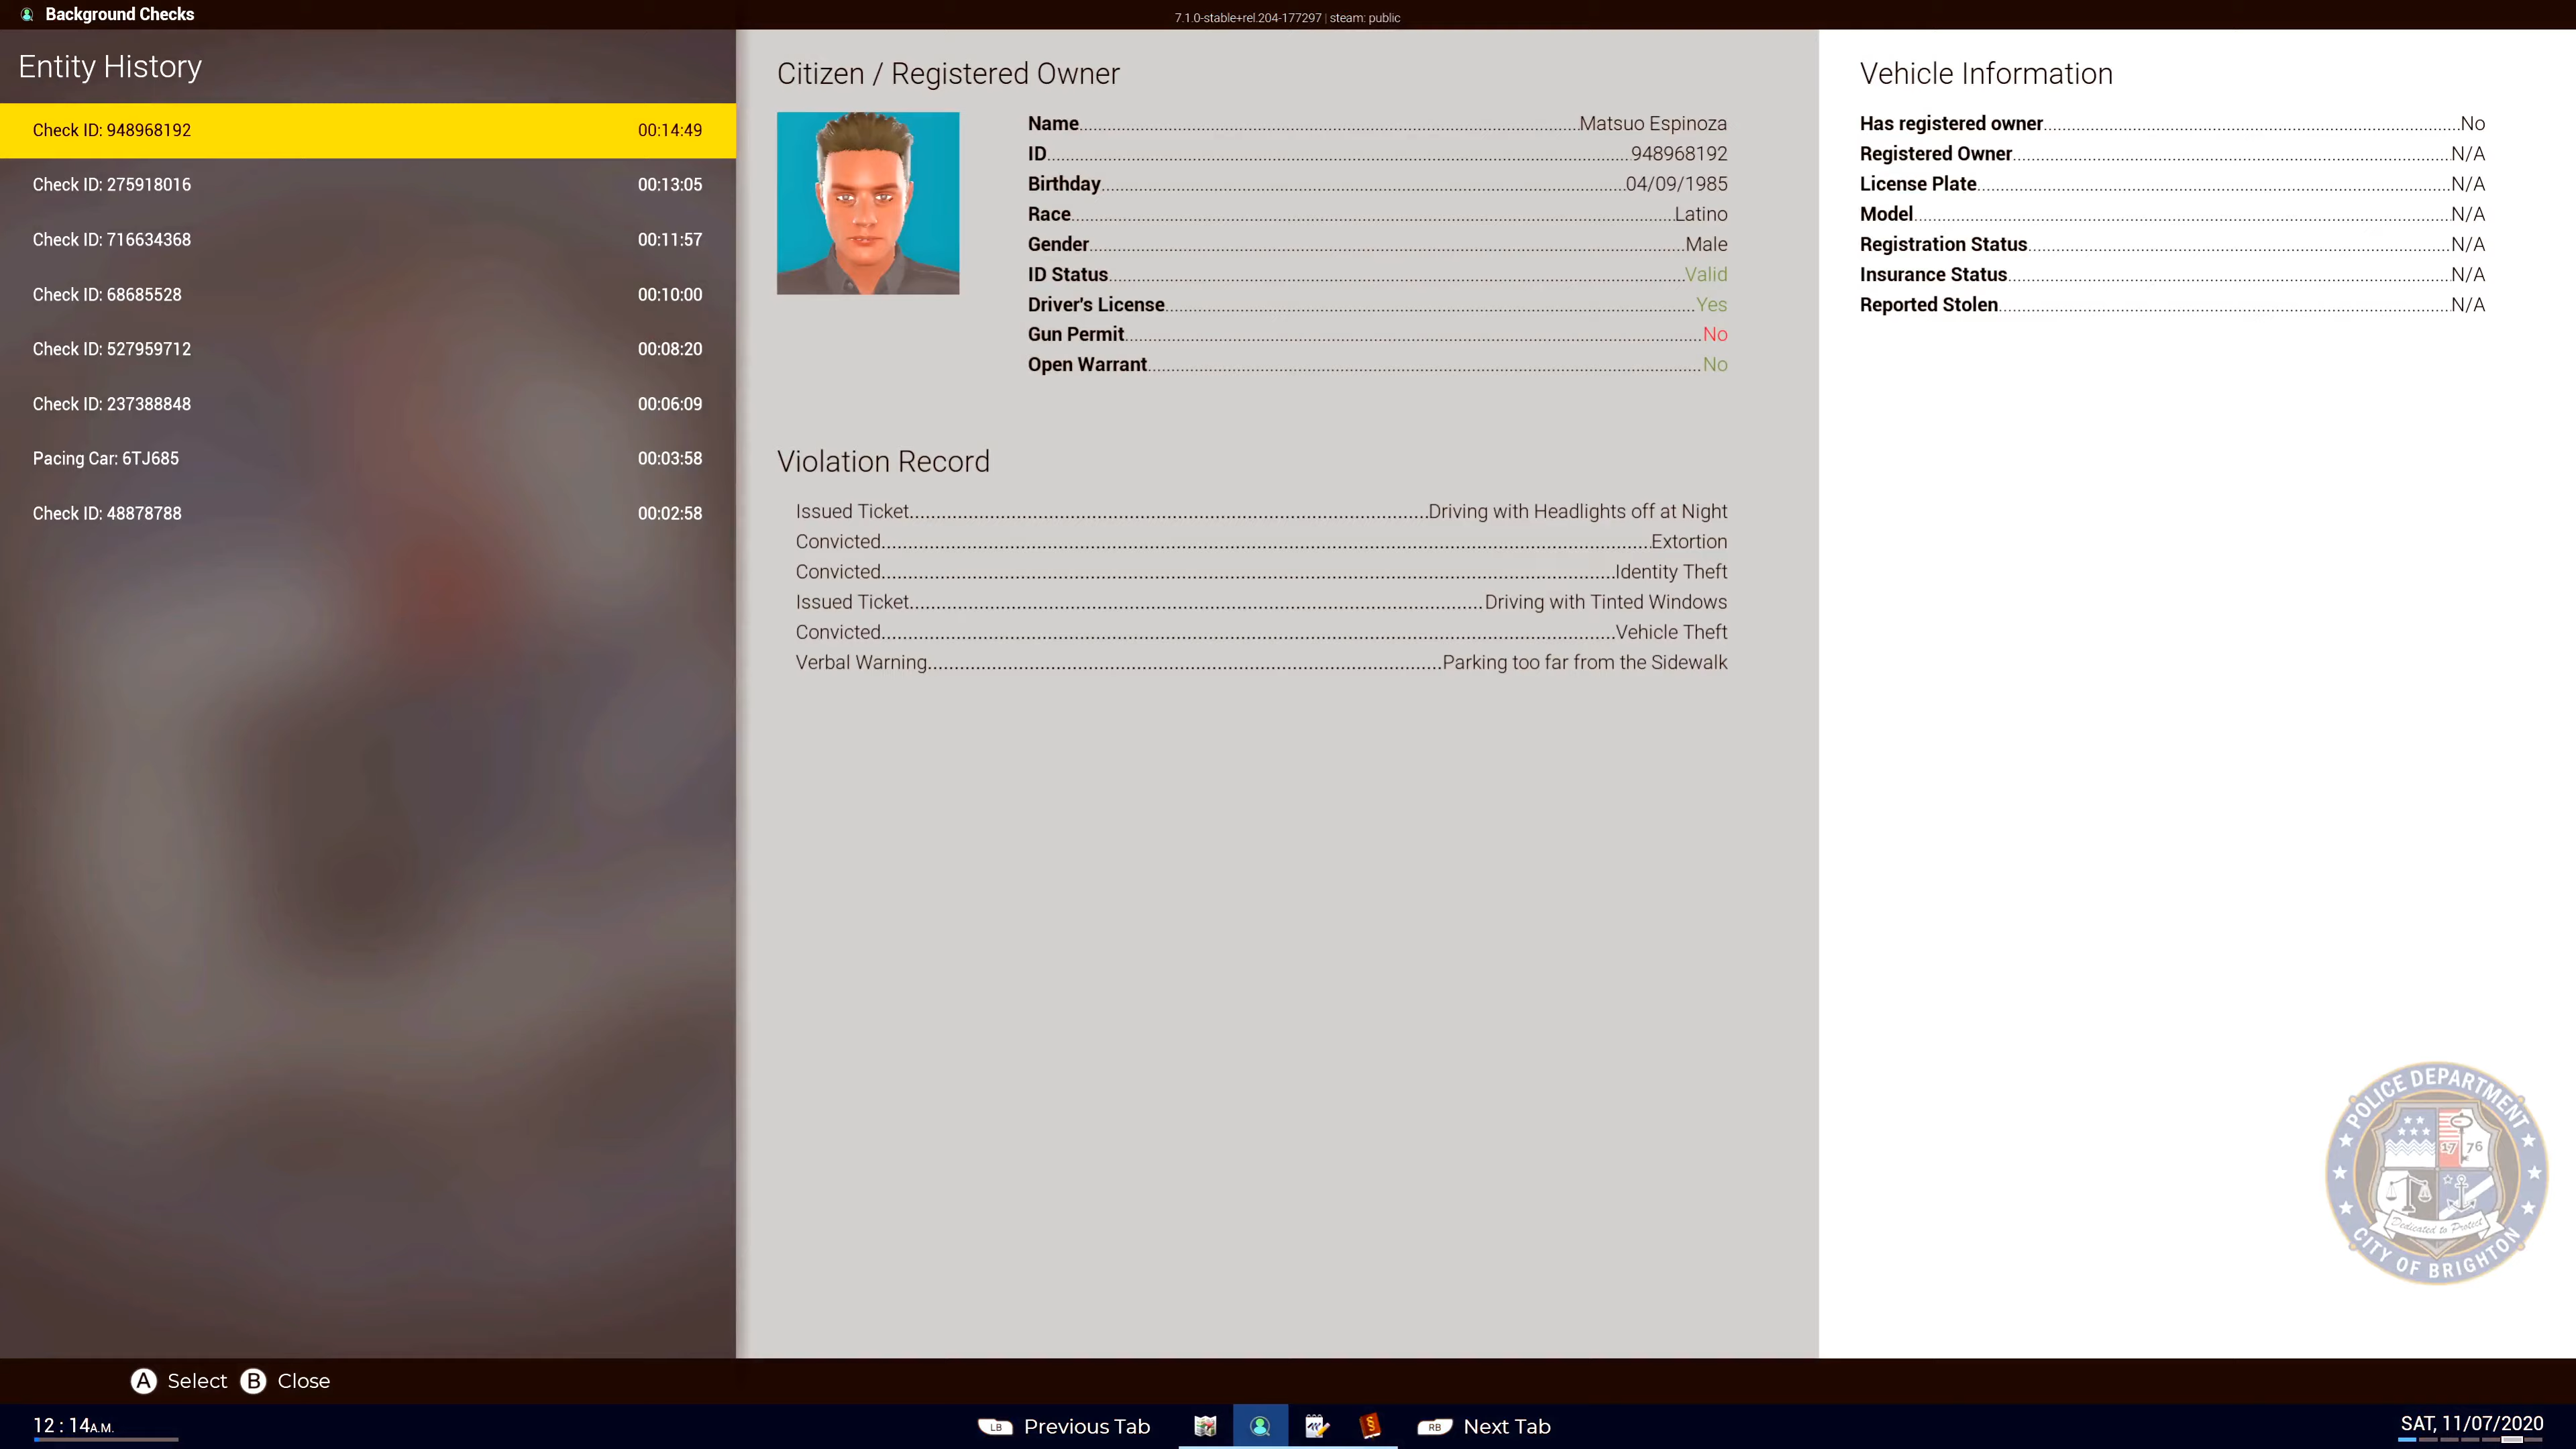 Background Checks
7.1.0-stable+rel.204-177297 | steam: public
Entity History
Check ID: 948968192 00:14:49
Check ID: 275918016 00:13:05
Check ID: 716634368 00:11:57
Check ID: 68685528 00:10:00
Check ID: 527959712 00:08:20
Check ID: 237388848 00:06:09
Pacing Car: 6TJ685 00:03:58
Check ID: 48878788 00:02:58
Citizen / Registered Owner
Name Matsuo Espinoza
ID 948968192
Birthday 04/09/1985
Race Latino
Gender Male
ID Status Valid
Driver's License Yes
Gun Permit No
Open Warrant No
Violation Record
Issued Ticket Driving with Headlights off at Night
Convicted Extortion
Convicted Identity Theft
Issued Ticket Driving with Tinted Windows
Convicted Vehicle Theft
Verbal Warning Parking too far from the Sidewalk
Vehicle Information
Has registered owner No
Registered Owner N/A
License Plate N/A
Model N/A
Registration Status N/A
Insurance Status N/A
Reported Stolen N/A
POLICE DEPARTMENT
17 76
Dedicated to Protect
CITY OF BRIGHTON
A Select B Close
12 : 14 A.M.
LB Previous Tab
§
RB Next Tab
SAT, 11/07/2020